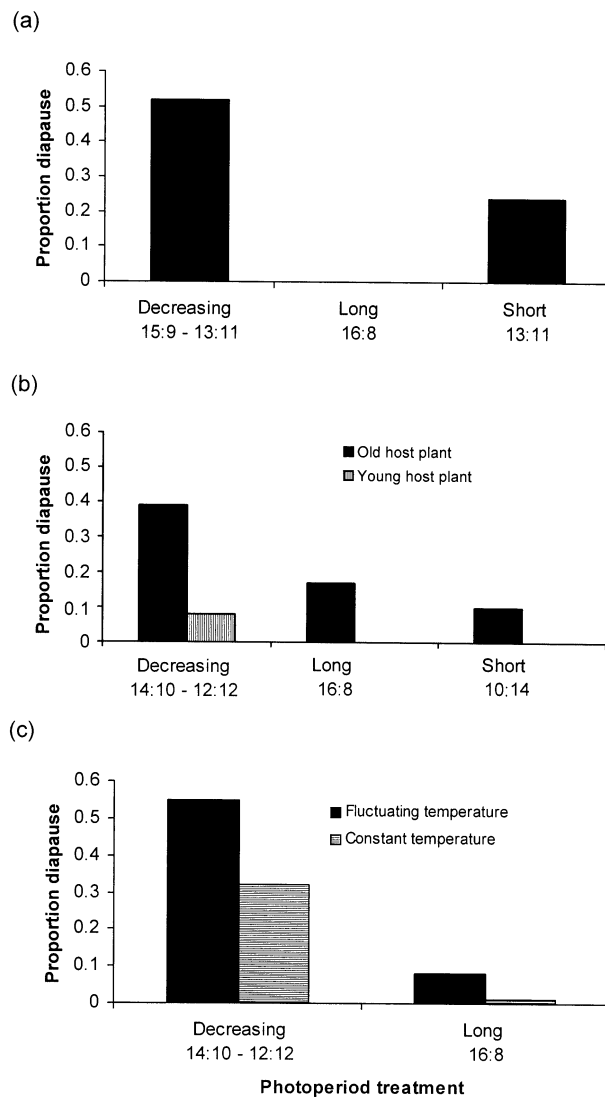 (a)
Proportion diapause
0.6
0.5
0.4
0.3
0.2
0.1
0
Decreasing Long Short
15:9 - 13:11 16:8 13:11
(b)
Proportion diapause
0.6
0.5
0.4
0.3
0.2
0.1
0
Old host plant
Young host plant
Decreasing Long Short
14:10 - 12:12 16:8 10:14
(c)
Proportion diapause
0.6
0.5
0.4
0.3
0.2
0.1
0
Fluctuating temperature
Constant temperature
Decreasing Long
14:10 - 12:12 16:8
Photoperiod treatment